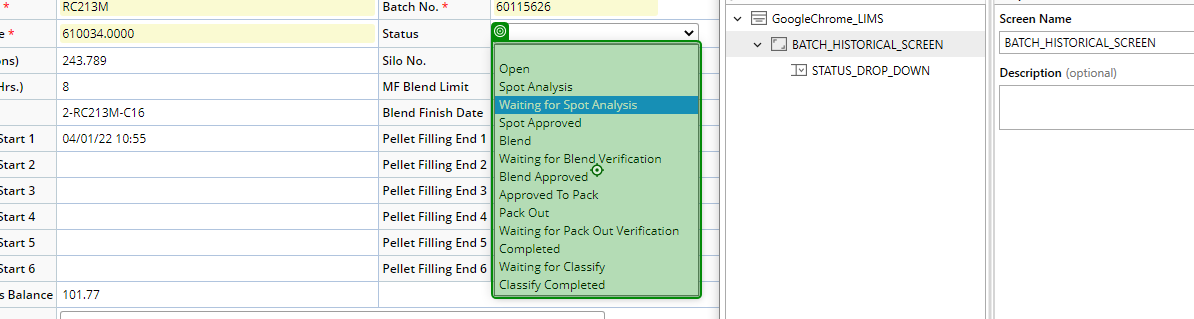 * RC213M Batch No. * 60115626
e * 610034.0000 Status
ons) 243.789 Silo No.
Hrs.) 8 MF Blend Limit
2-RC213M-C16 Blend Finish Date
Start 1 04/01/22 10:55 Pellet Filling End 1
Start 2 Pellet Filling End 2
Start 3 Pellet Filling End 3
Start 4 Pellet Filling End 4
Start 5 Pellet Filling End 5
Start 6 Pellet Filling End 6
s Balance 101.77
Open
Spot Analysis
Waiting for Spot Analysis
Spot Approved
Blend
Waiting for Blend Verification
Blend Approved
Approved To Pack
Pack Out
Waiting for Pack Out Verification
Completed
Waiting for Classify
Classify Completed
GoogleChrome_LIMS
BATCH_HISTORICAL_SCREEN
STATUS_DROP_DOWN
Screen Name
BATCH_HISTORICAL_SCREEN
Description (optional)